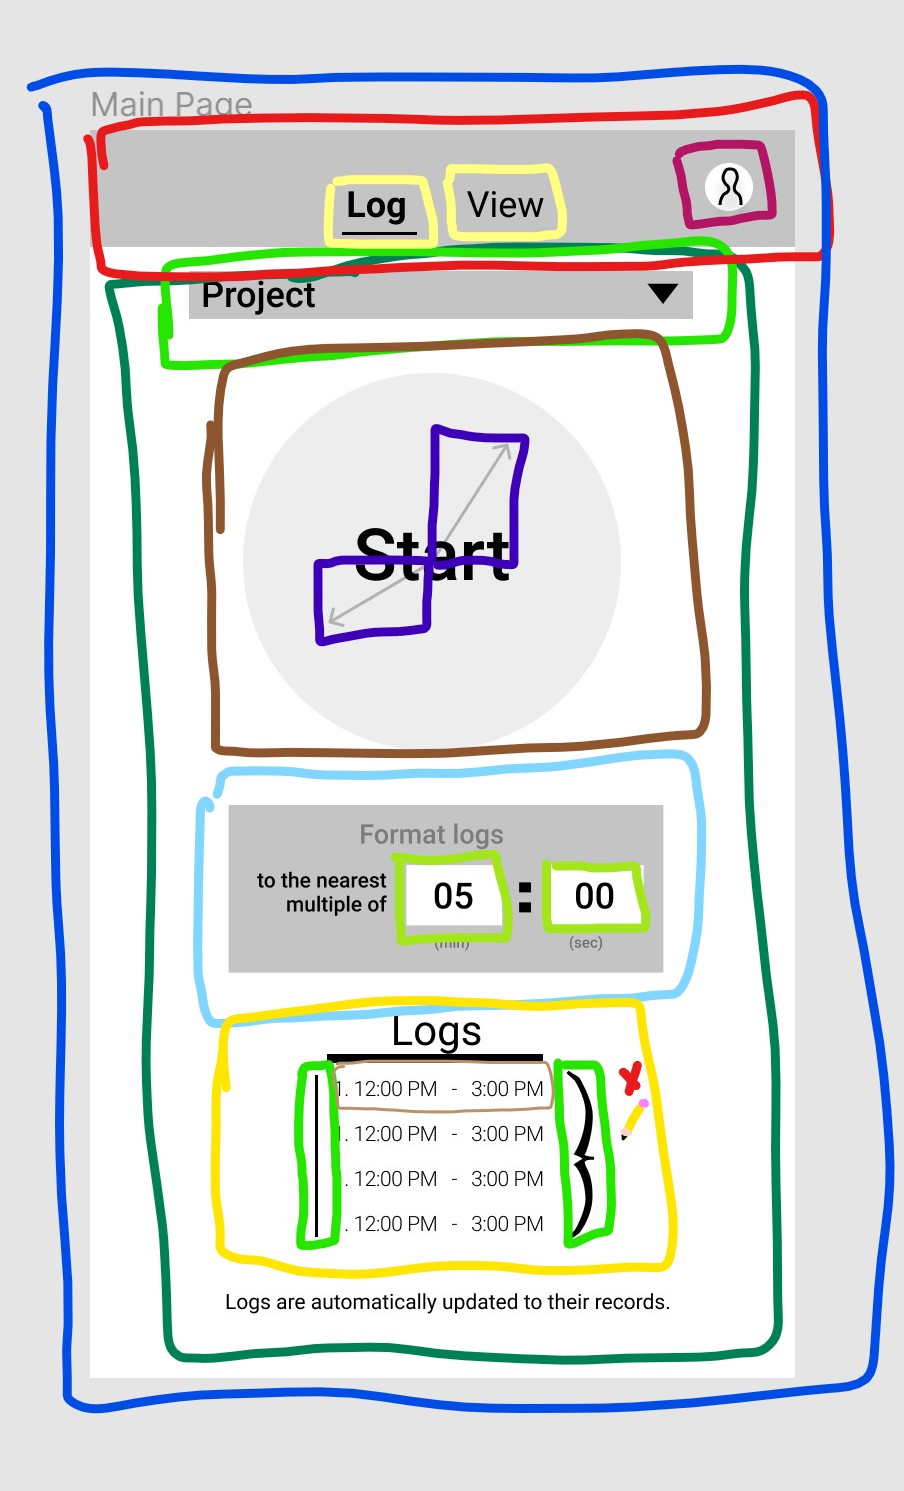 Main Page
Log View
Project
Start
Format logs
to the nearest
multiple of
05 : 00
(min) (sec)
Logs
1. 12:00 PM - 3:00 PM
. 12:00 PM - 3:00 PM
. 12:00 PM - 3:00 PM
. 12:00 PM - 3:00 PM
Logs are automatically updated to their records.